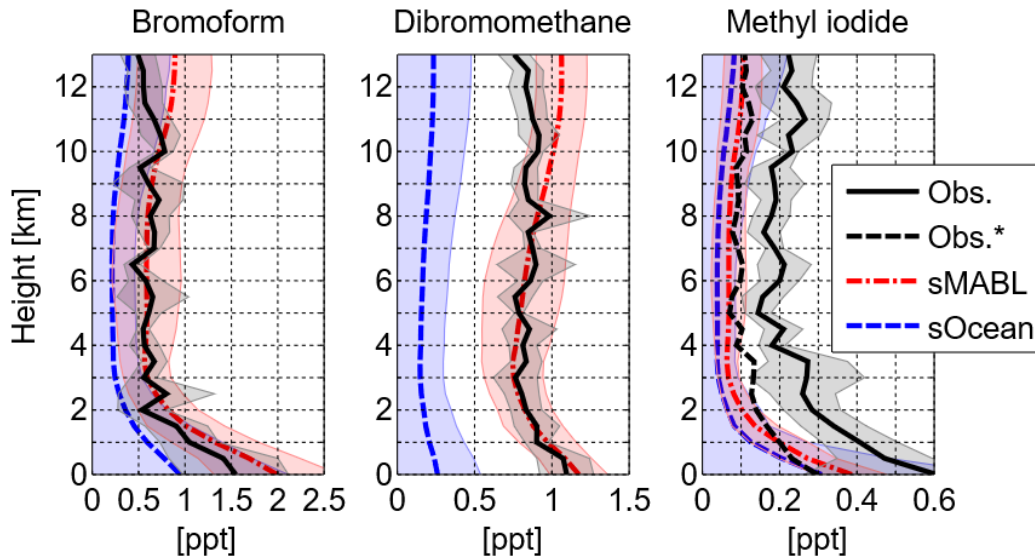 Bromoform Dibromomethane Methyl iodide
Height [km]
12
10
8
6
4
2
0
0 0.5 1 1.5 2 2.5
[ppt]
0 0.5 1 1.5
[ppt]
0 0.2 0.4 0.6
[ppt]
Obs.
Obs.*
sMABL
sOcean